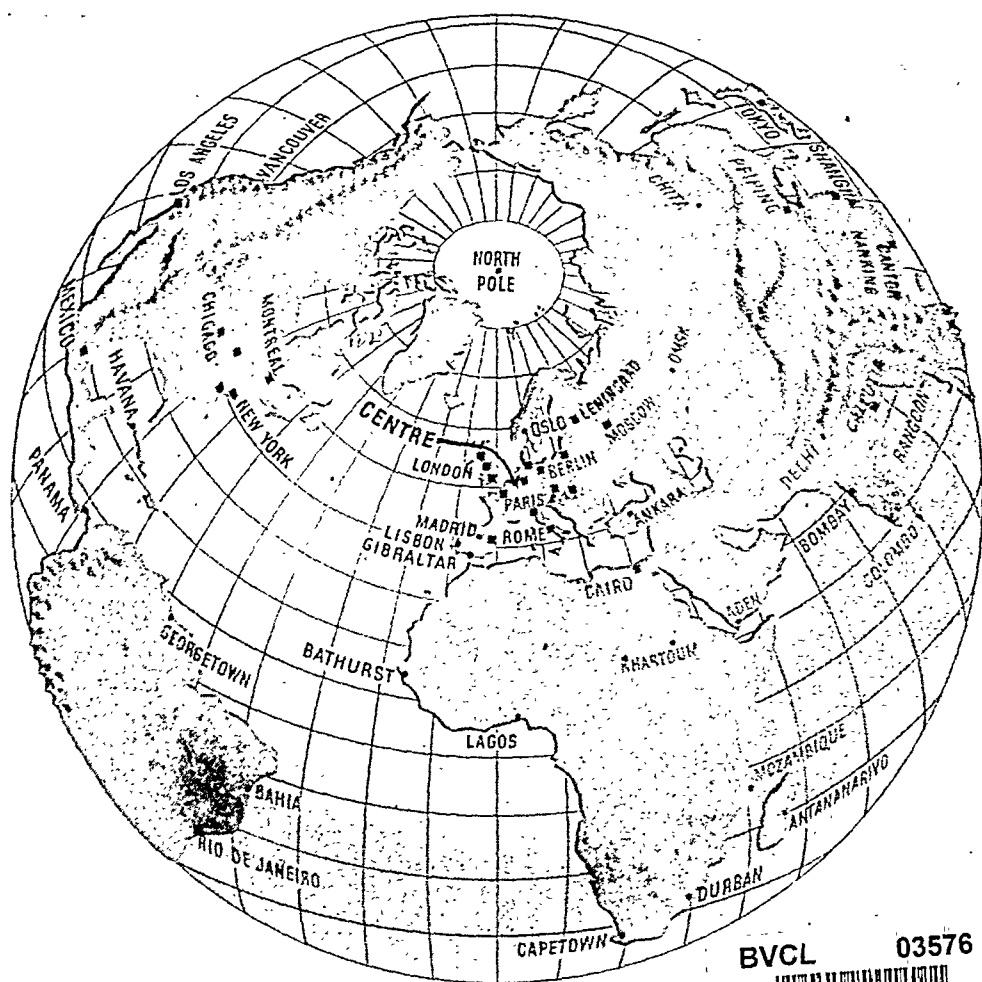 TOKYO
LOS ANGELES
VANCOUVER
SHANGHAI
PEIPING
CHITA
NORTH
POLE
NANKING
CANTON
MEXICO
CHICAGO
MONTREAL
HAVANA
OMSK
CALCUTTA
RANGOON
NEW YORK
CENTRE
OSLO
LENINGRAD
MOSCOW
LONDON
BERLIN
DELHI
PANAMA
PARIS
ANKARA
MADRID
LISBON
GIBRALTAR
ROME
BOMBAY
COLOMBO
CAIRO
ADEN
GEORGETOWN
BATHURST
KHARTOUM
LAGOS
MOZAMBIQUE
ANTANANARIVO
BAHIA
RIO DE JANEIRO
DURBAN
CAPETOWN
BVCL 03576